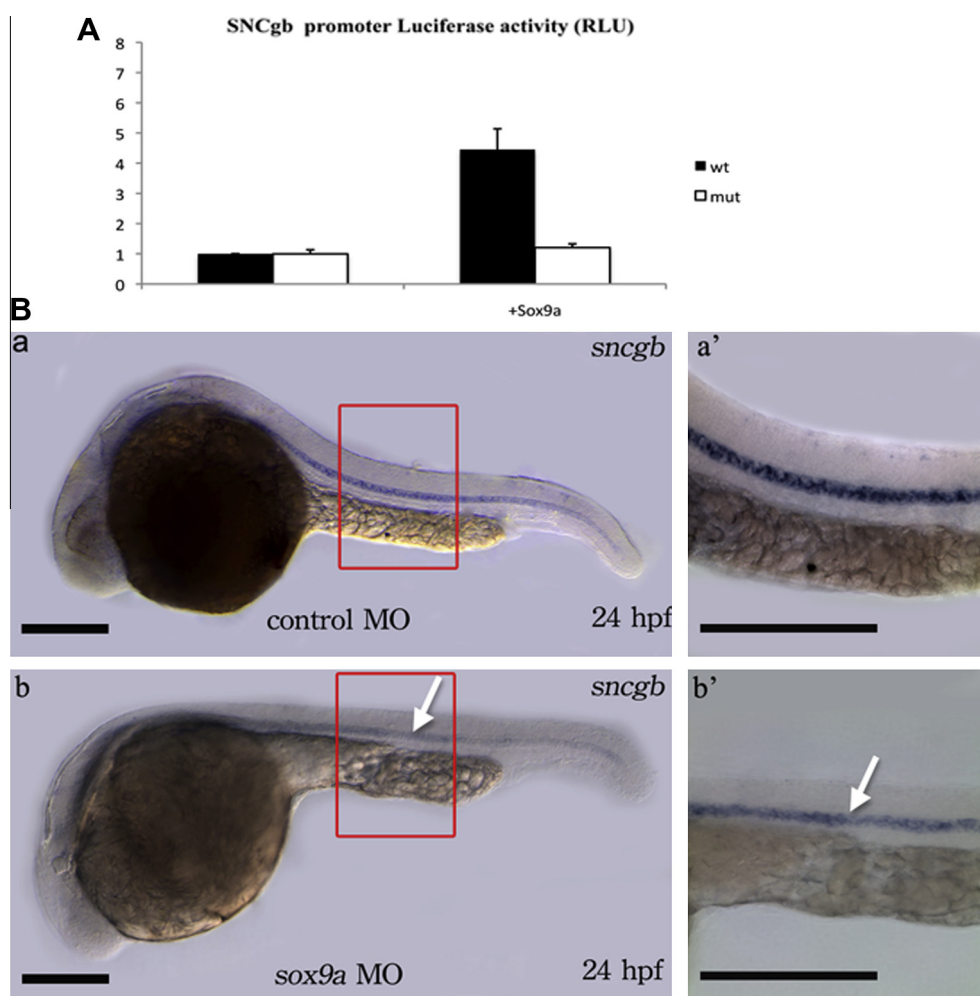 A
SNCgb promoter Luciferase activity (RLU)
8
7
6
5
4
3
2
1
0
wt
mut
+Sox9a
B
a
sncgb
control MO
24 hpf
a’
b
sncgb
sox9a MO
24 hpf
b’